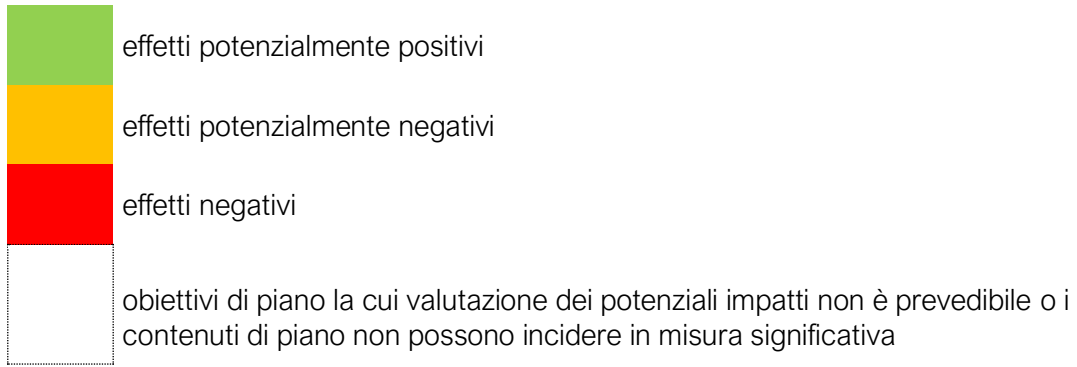 effetti potenzialmente positivi
effetti potenzialmente negativi
effetti negativi
obiettivi di piano la cui valutazione dei potenziali impatti non è prevedibile o i
contenuti di piano non possono incidere in misura significativa